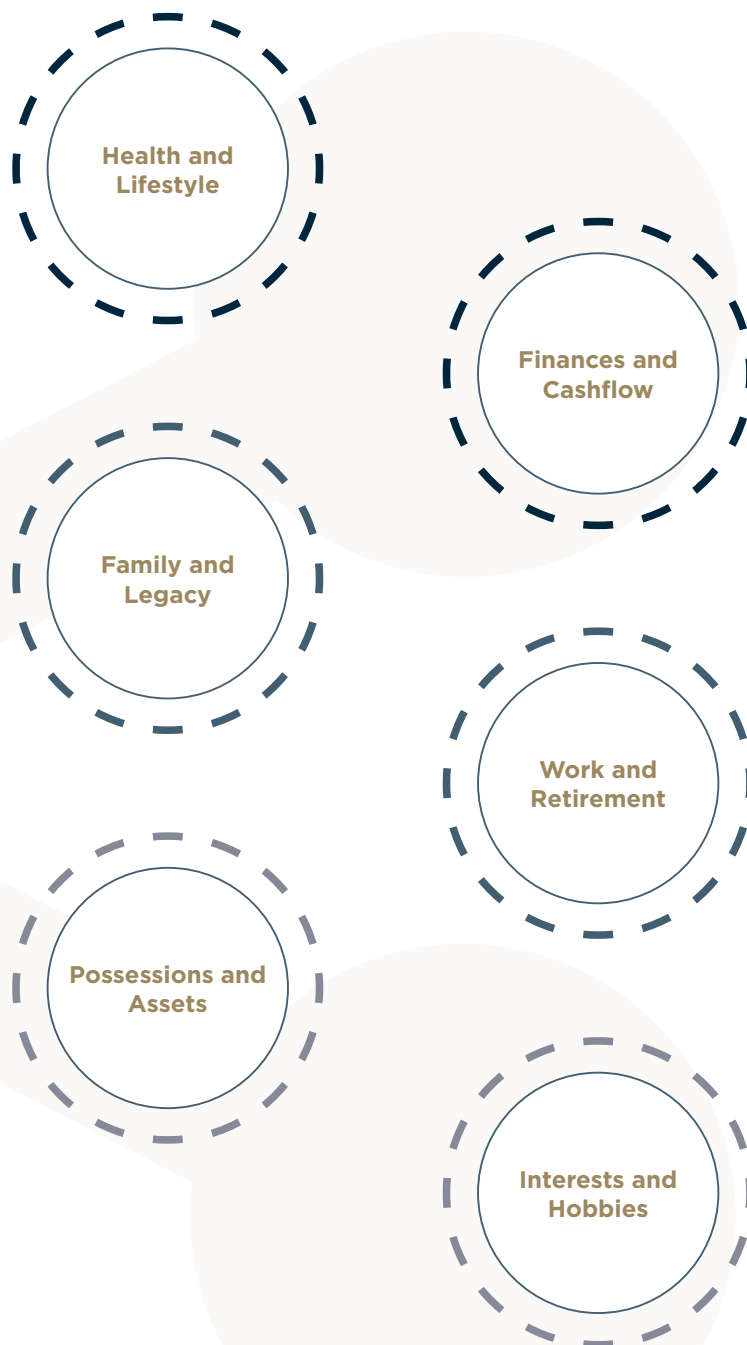 Health and
Lifestyle
Finances and
Cashflow
Family and
Legacy
Work and
Retirement
Possessions and
Assets
Interests and
Hobbies